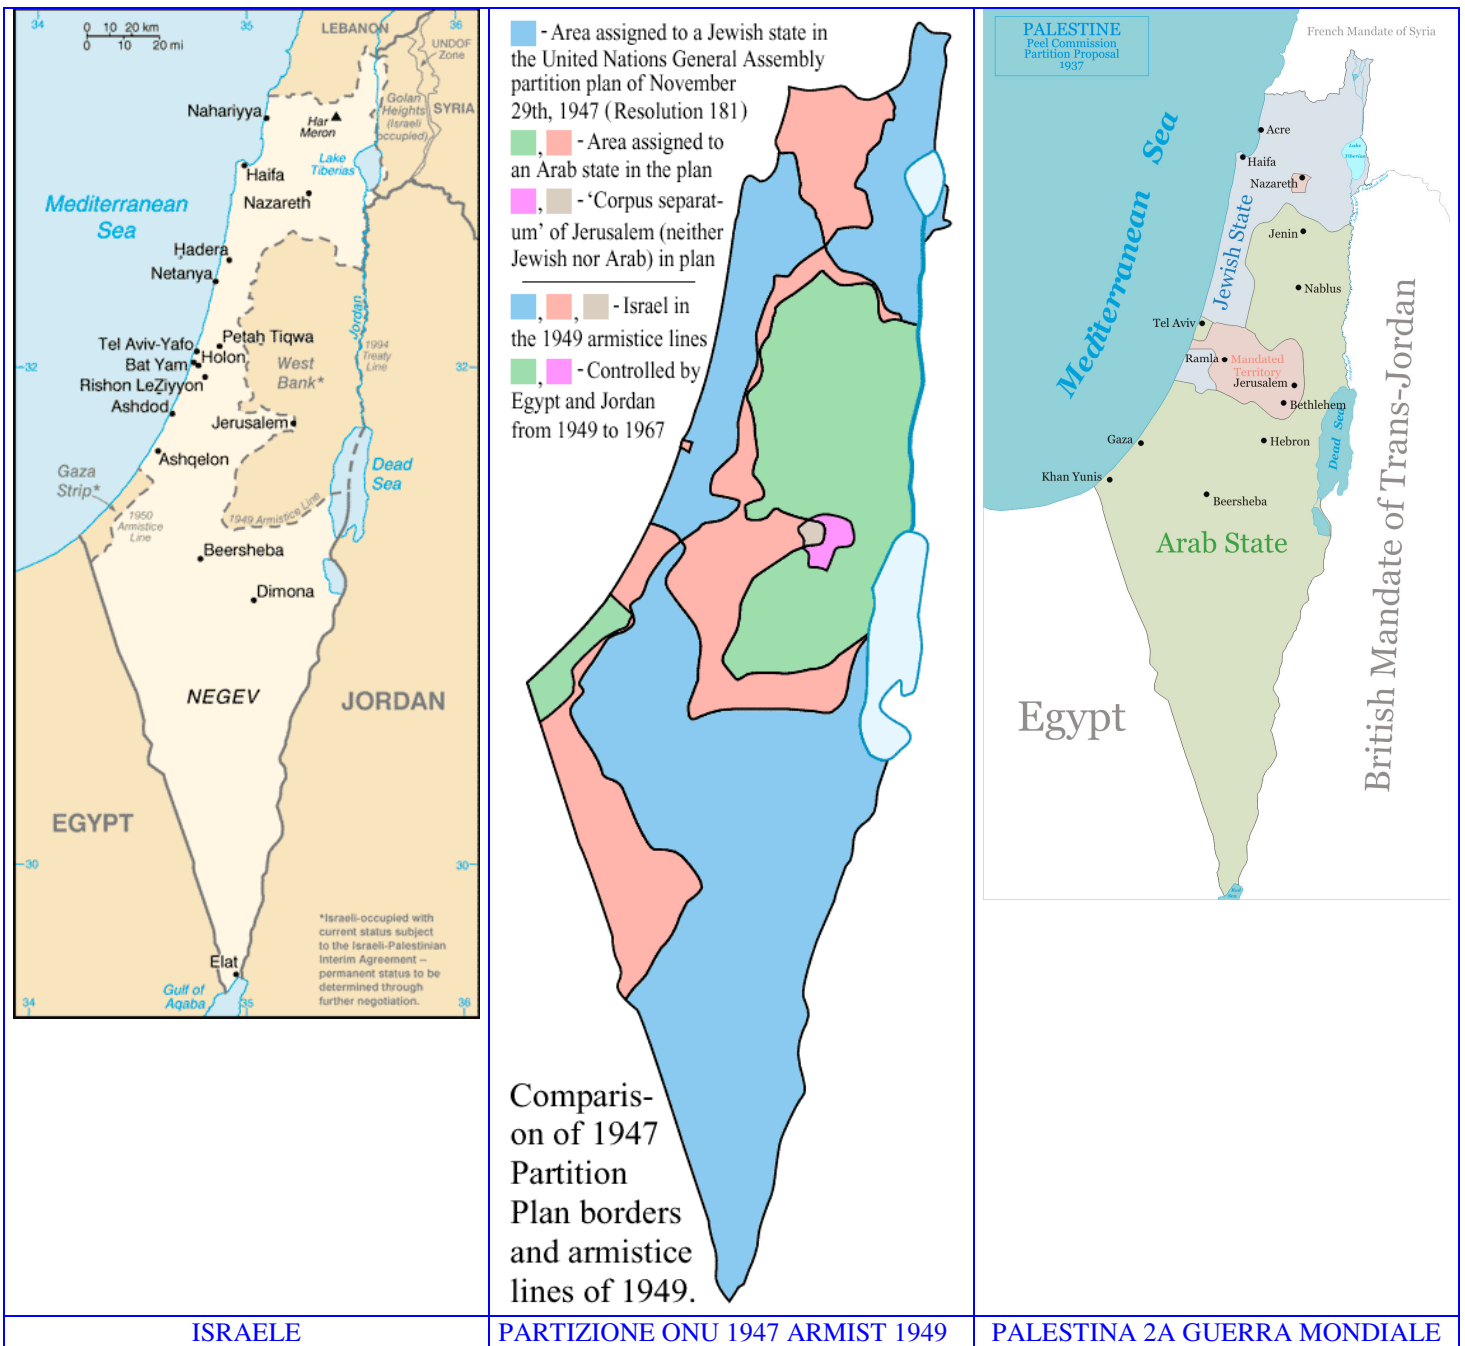 34
35
36
0 10 20 km
0 10 20 mi
LEBANON
UNDOF
Zone
Nahariyya
Har
Meron
Golan
Heights
(Israeli
occupied)
SYRIA
Lake
Tiberias
Haifa
Nazareth
Mediterranean
Sea
Hadera
Netanya
Jordan
Tel Aviv-Yafo
Petah Tiqwa
1994
Treaty
Line
Bat Yam
Holon
West
Bank*
32
32
Rishon LeZiyyon
Ashdod
Jerusalem
Ashqelon
Gaza
Strip*
Dead
Sea
1950
Armistice
Line
1949 Armistice Line
Beersheba
Dimona
NEGEV
JORDAN
EGYPT
30
30
*Israeli-occupied with
current status subject
to the Israeli-Palestinian
Interim Agreement –
permanent status to be
determined through
further negotiation.
Elat
Gulf of
Aqaba
34
35
36
ISRAELE
- Area assigned to a Jewish state in
the United Nations General Assembly
partition plan of November
29th, 1947 (Resolution 181)
, - Area assigned to
an Arab state in the plan
, - ‘Corpus separat-
um’ of Jerusalem (neither
Jewish nor Arab) in plan
, , - Israel in
the 1949 armistice lines
, - Controlled by
Egypt and Jordan
from 1949 to 1967
Comparis-
on of 1947
Partition
Plan borders
and armistice
lines of 1949.
PARTIZIONE ONU 1947 ARMIST 1949
PALESTINE
Peel Commission
Partition Proposal
1937
French Mandate of Syria
Acre
Lake
Tiberias
Haifa
Nazareth
Mediterranean Sea
Jewish State
Jenin
Nablus
Tel Aviv
Ramla
Mandated
Territory
Jerusalem
Bethlehem
Gaza
Hebron
Dead Sea
Khan Yunis
Beersheba
Arab State
Egypt
British Mandate of Trans-Jordan
PALESTINA 2A GUERRA MONDIALE